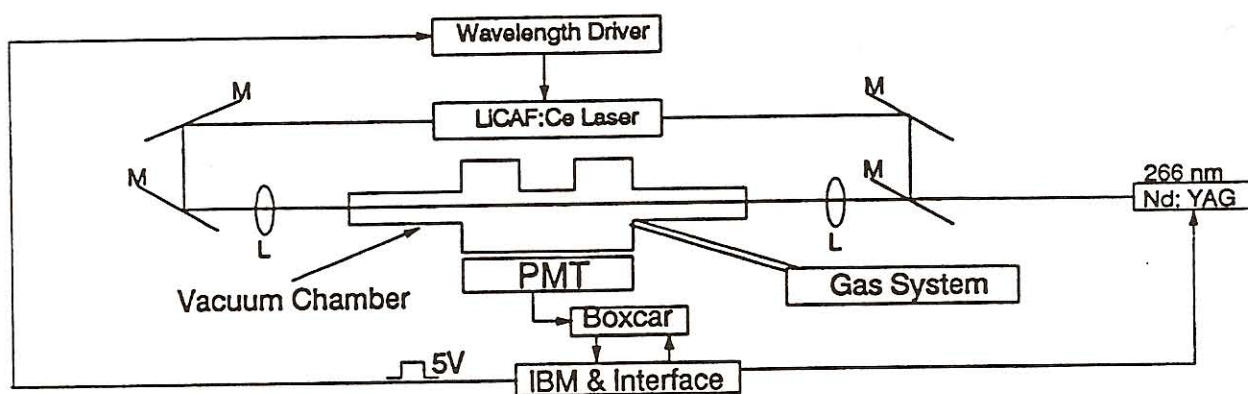 Wavelength Driver
M
M
LiCAF:Ce Laser
M
M
266 nm
Nd: YAG
L
L
PMT
Gas System
Vacuum Chamber
Boxcar
5V
IBM & Interface